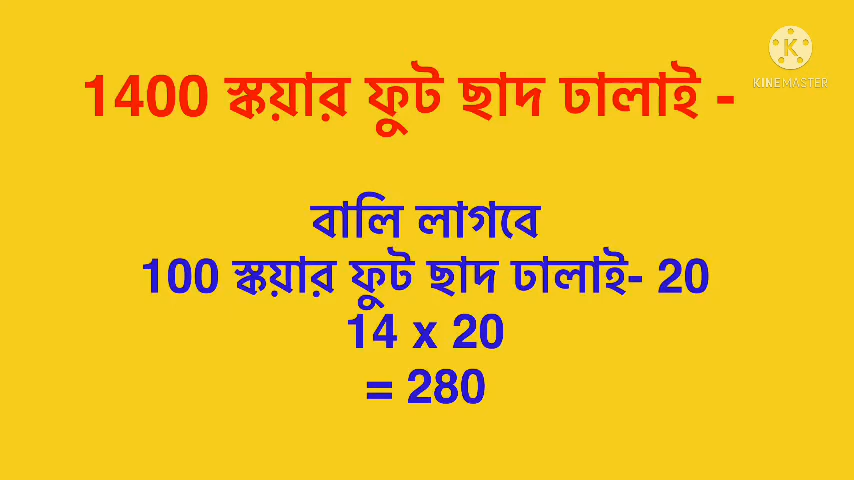 1400 স্কয়ার ফুট ছাদ ঢালাই -
K
KINEMASTER
বালি লাগবে
100 স্কয়ার ফুট ছাদ ঢালাই- 20
14 x 20
= 280